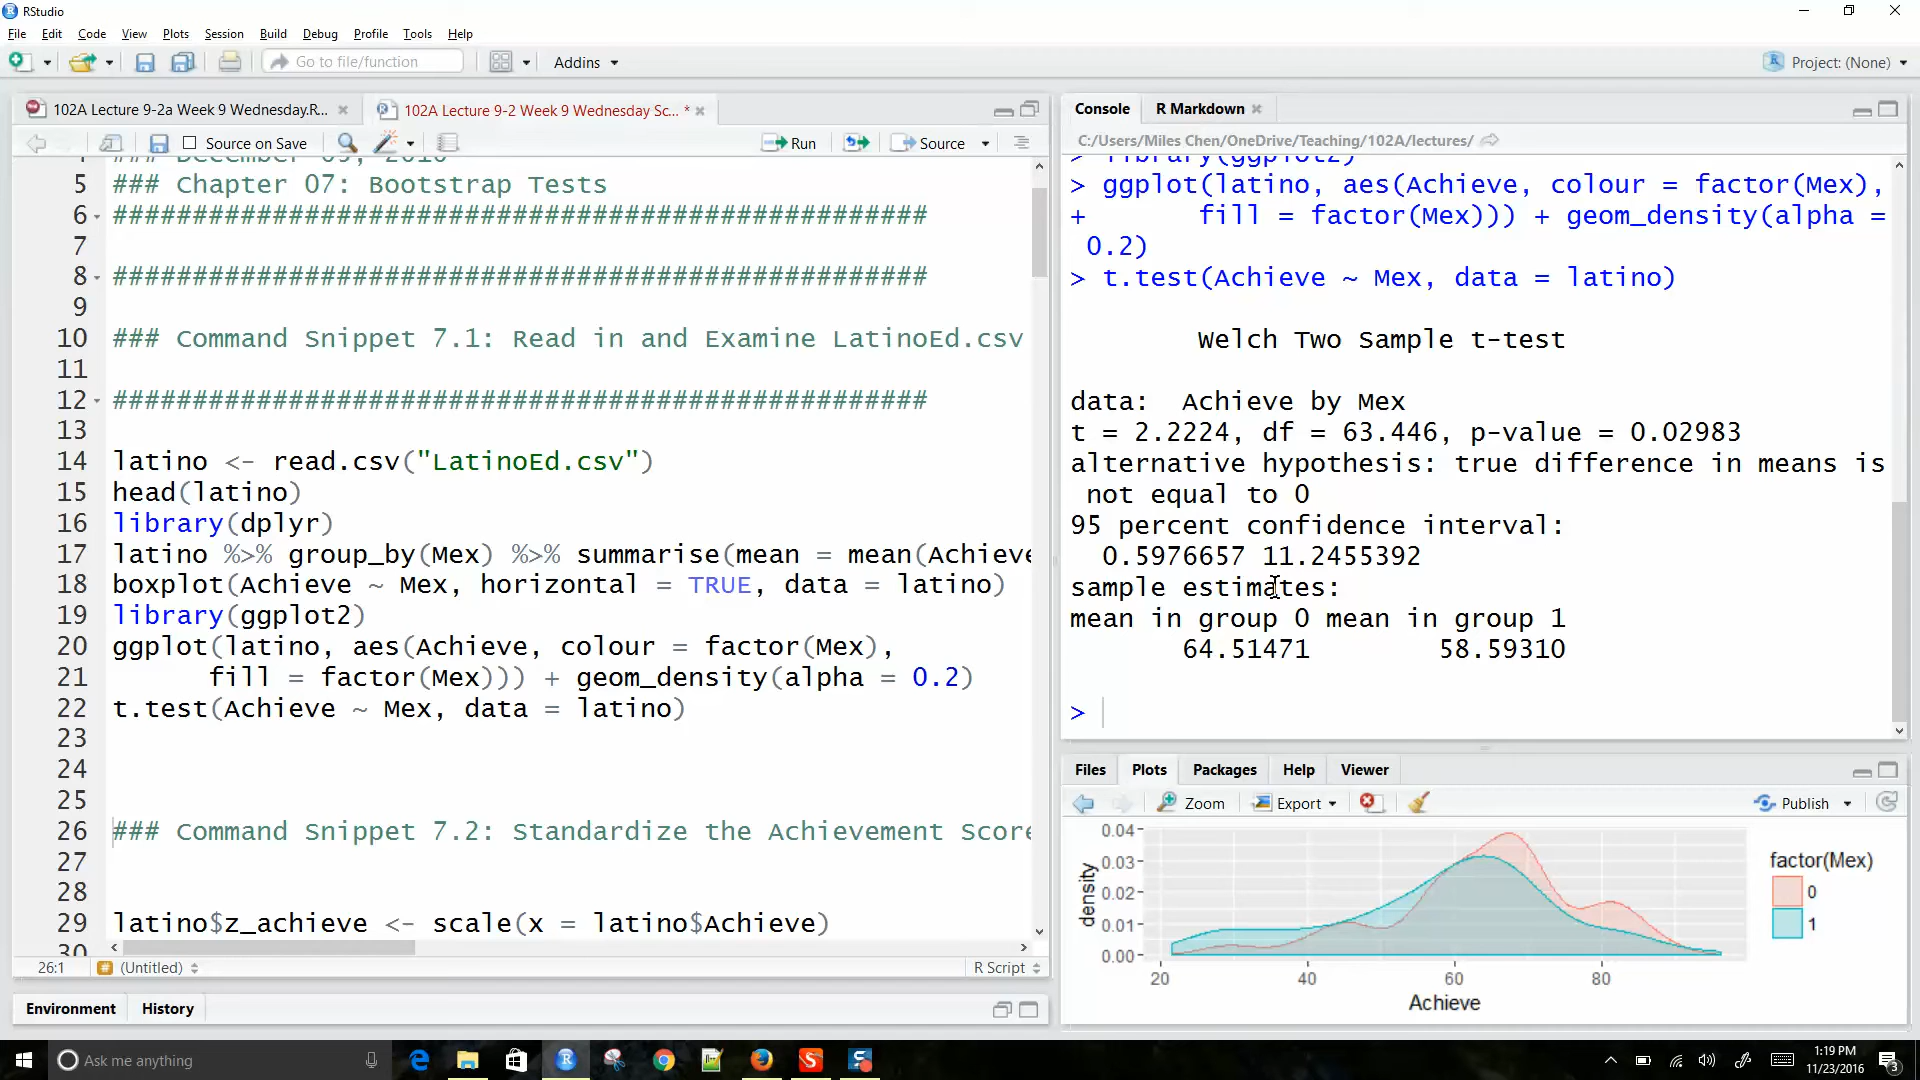 RStudio
File Edit Code View Plots Session Build Debug Profile Tools Help
Go to file/function Addins Project: (None)
102A Lecture 9-2a Week 9 Wednesday.R... 102A Lecture 9-2 Week 9 Wednesday Sc... *
Source on Save Run Source
5 ### Chapter 07: Bootstrap Tests
6 ###################################################
7
8 ###################################################
9
10 ### Command Snippet 7.1: Read in and Examine LatinoEd.csv
11
12 ###################################################
13
14 latino <- read.csv("LatinoEd.csv")
15 head(latino)
16 library(dplyr)
17 latino %>% group_by(Mex) %>% summarise(mean = mean(Achieve
18 boxplot(Achieve ~ Mex, horizontal = TRUE, data = latino)
19 library(ggplot2)
20 ggplot(latino, aes(Achieve, colour = factor(Mex),
21 fill = factor(Mex))) + geom_density(alpha = 0.2)
22 t.test(Achieve ~ Mex, data = latino)
23
24
25
26 ### Command Snippet 7.2: Standardize the Achievement Score
27
28
29 latino$z_achieve <- scale(x = latino$Achieve)
30
26:1 (Untitled) R Script
Environment History
Console R Markdown
C:/Users/Miles Chen/OneDrive/Teaching/102A/lectures/
> library(ggplot2)
> ggplot(latino, aes(Achieve, colour = factor(Mex),
+ fill = factor(Mex))) + geom_density(alpha =
0.2)
> t.test(Achieve ~ Mex, data = latino)
Welch Two Sample t-test
data: Achieve by Mex
t = 2.2224, df = 63.446, p-value = 0.02983
alternative hypothesis: true difference in means is
not equal to 0
95 percent confidence interval:
0.5976657 11.2455392
sample estimates:
mean in group 0 mean in group 1
64.51471 58.59310
>
Files Plots Packages Help Viewer
Zoom Export Publish
0.04
0.03
0.02
0.01
0.00
density
20 40 60 80
Achieve
factor(Mex)
0
1
Ask me anything
1:19 PM
11/23/2016
3